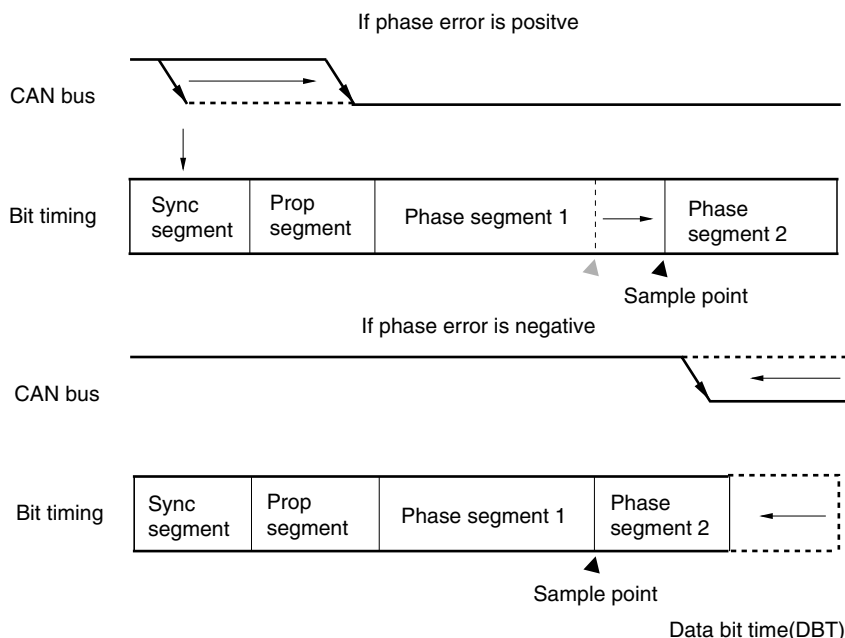 If phase error is positve
CAN bus
Bit timing
Sync
segment
Prop
segment
Phase segment 1
Phase
segment 2
Sample point
If phase error is negative
CAN bus
Bit timing
Sync
segment
Prop
segment
Phase segment 1
Phase
segment 2
Sample point
Data bit time(DBT)